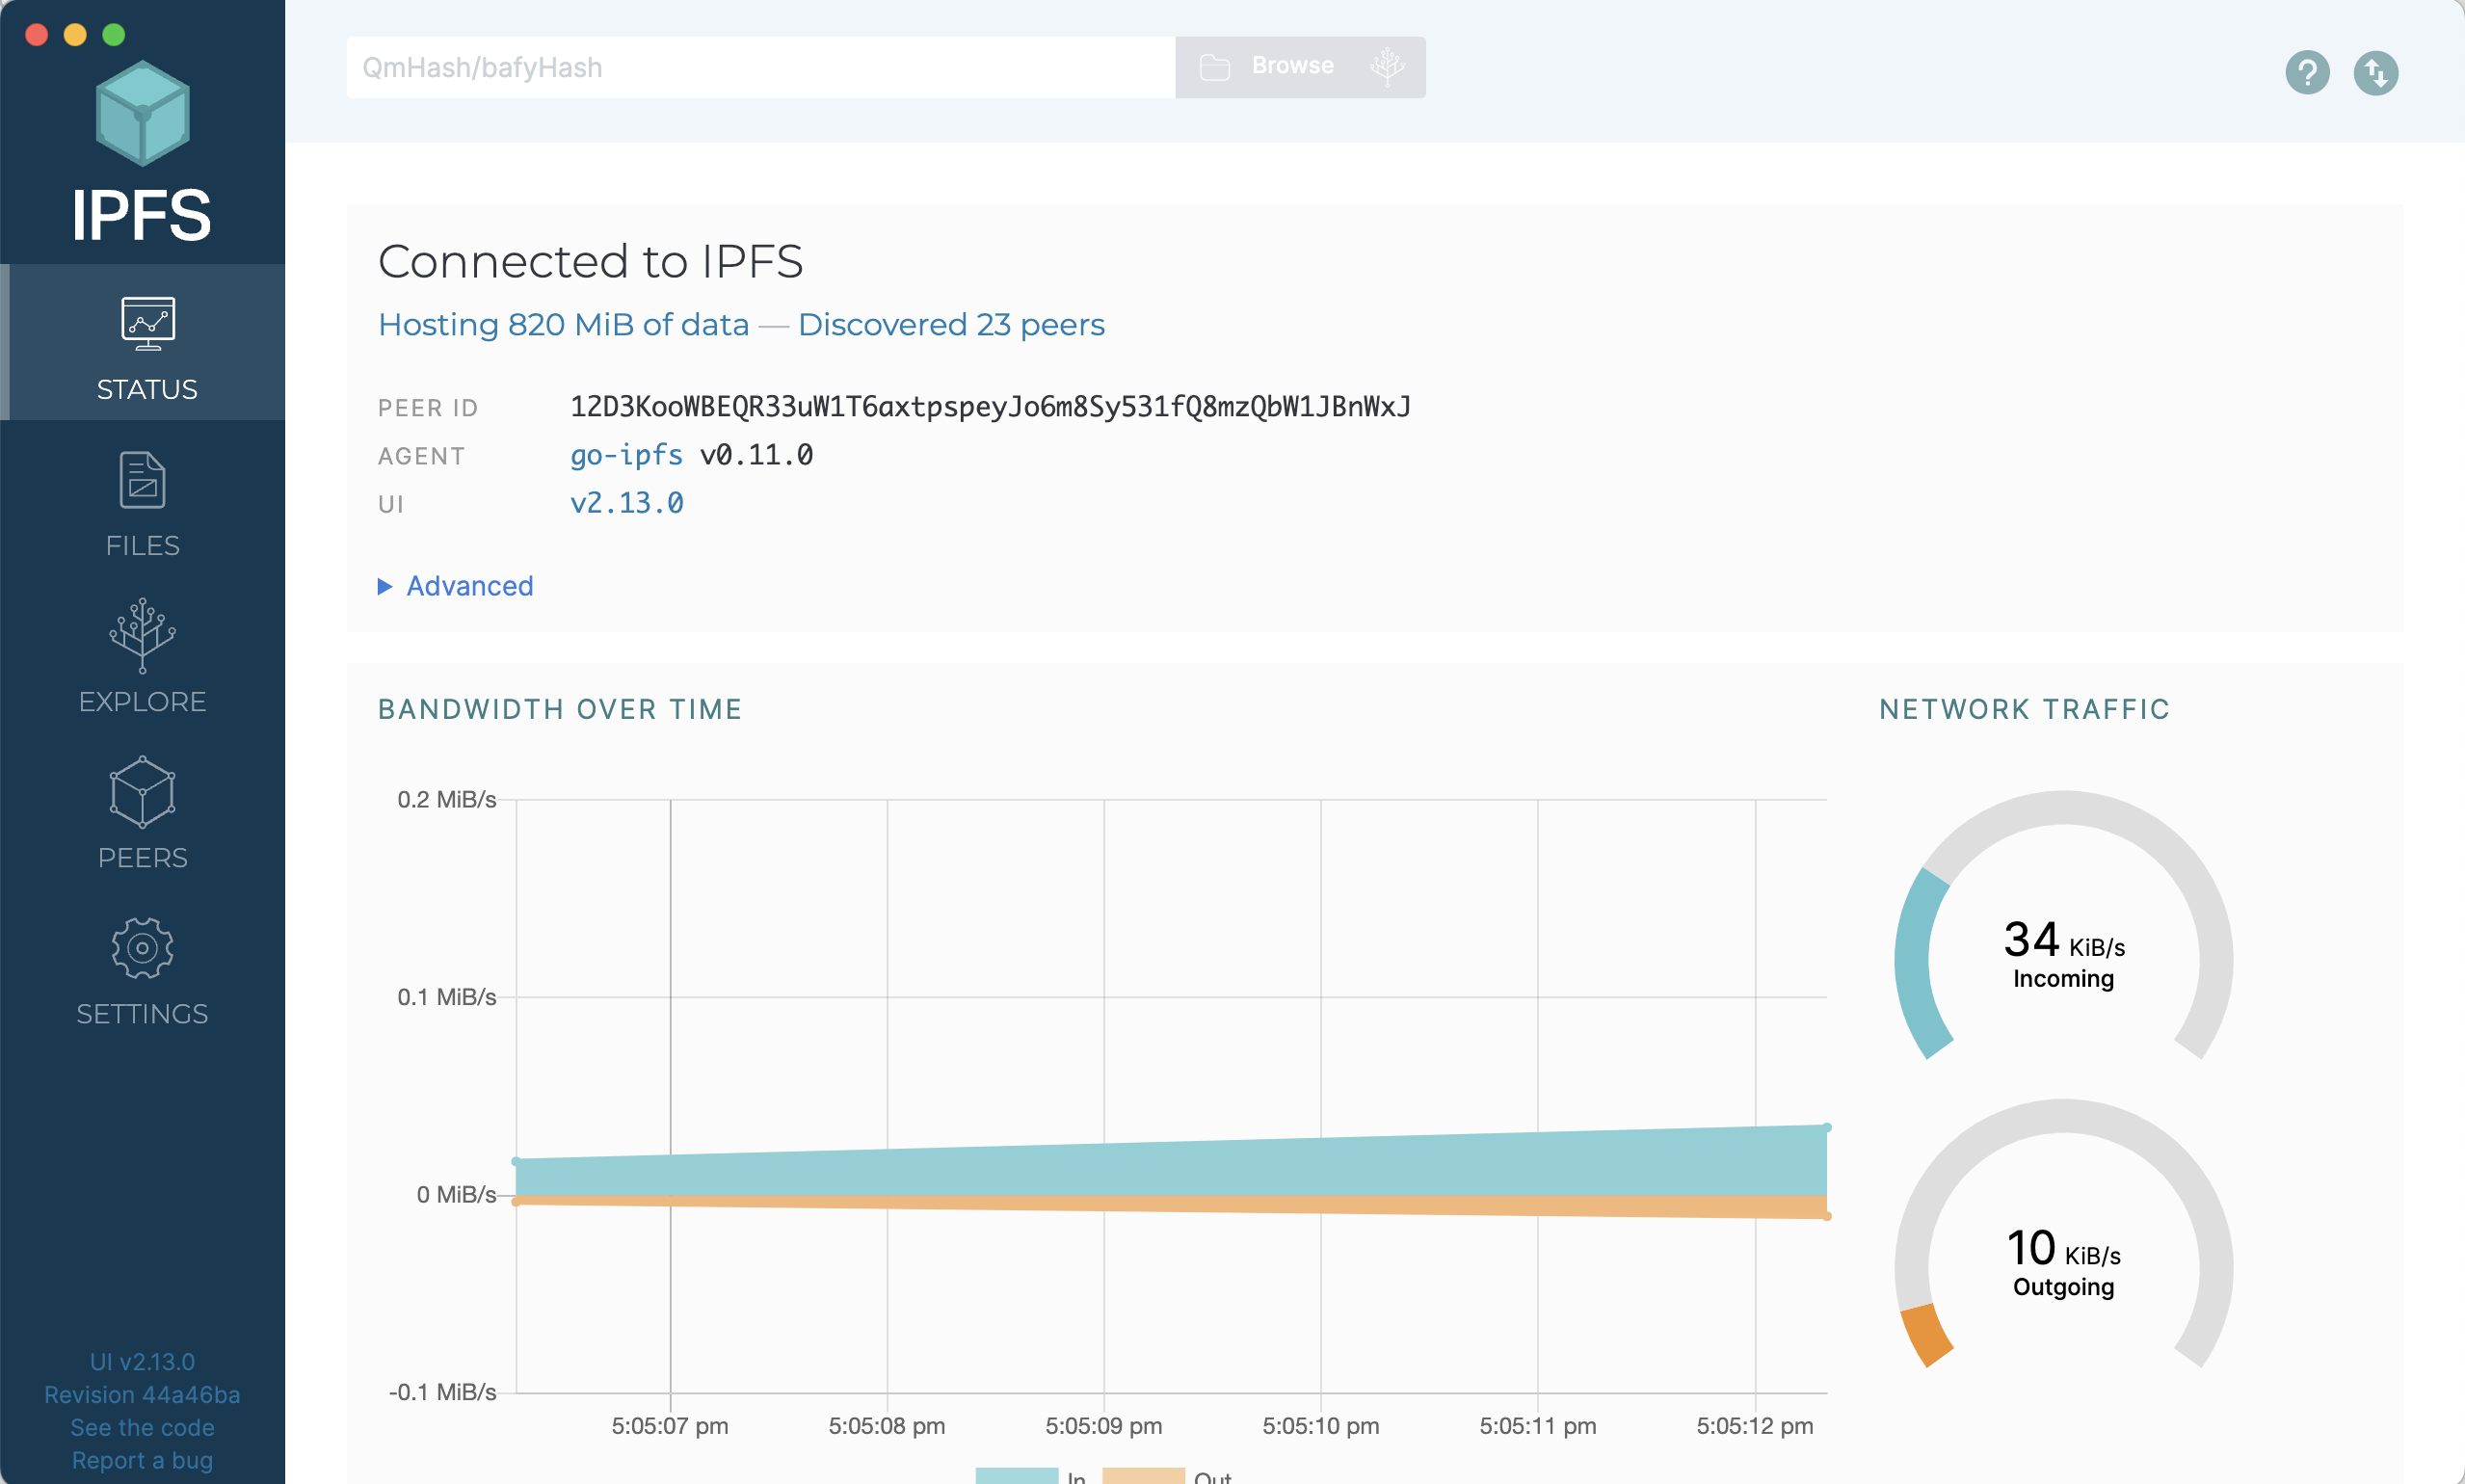 IPFS
STATUS
FILES
EXPLORE
PEERS
SETTINGS
UI v2.13.0
Revision 44a46ba
See the code
Report a bug
QmHash/bafyHash
Browse
?
Connected to IPFS
Hosting 820 MiB of data — Discovered 23 peers
PEER ID 12D3KooWBEQR33uW1T6axtpspeyJo6m8Sy531fQ8mzQbW1JBnWxJ
AGENT go-ipfs v0.11.0
UI v2.13.0
Advanced
BANDWIDTH OVER TIME
0.2 MiB/s
0.1 MiB/s
0 MiB/s
-0.1 MiB/s
5:05:07 pm 5:05:08 pm 5:05:09 pm 5:05:10 pm 5:05:11 pm 5:05:12 pm
In Out
NETWORK TRAFFIC
34 KiB/s
Incoming
10 KiB/s
Outgoing